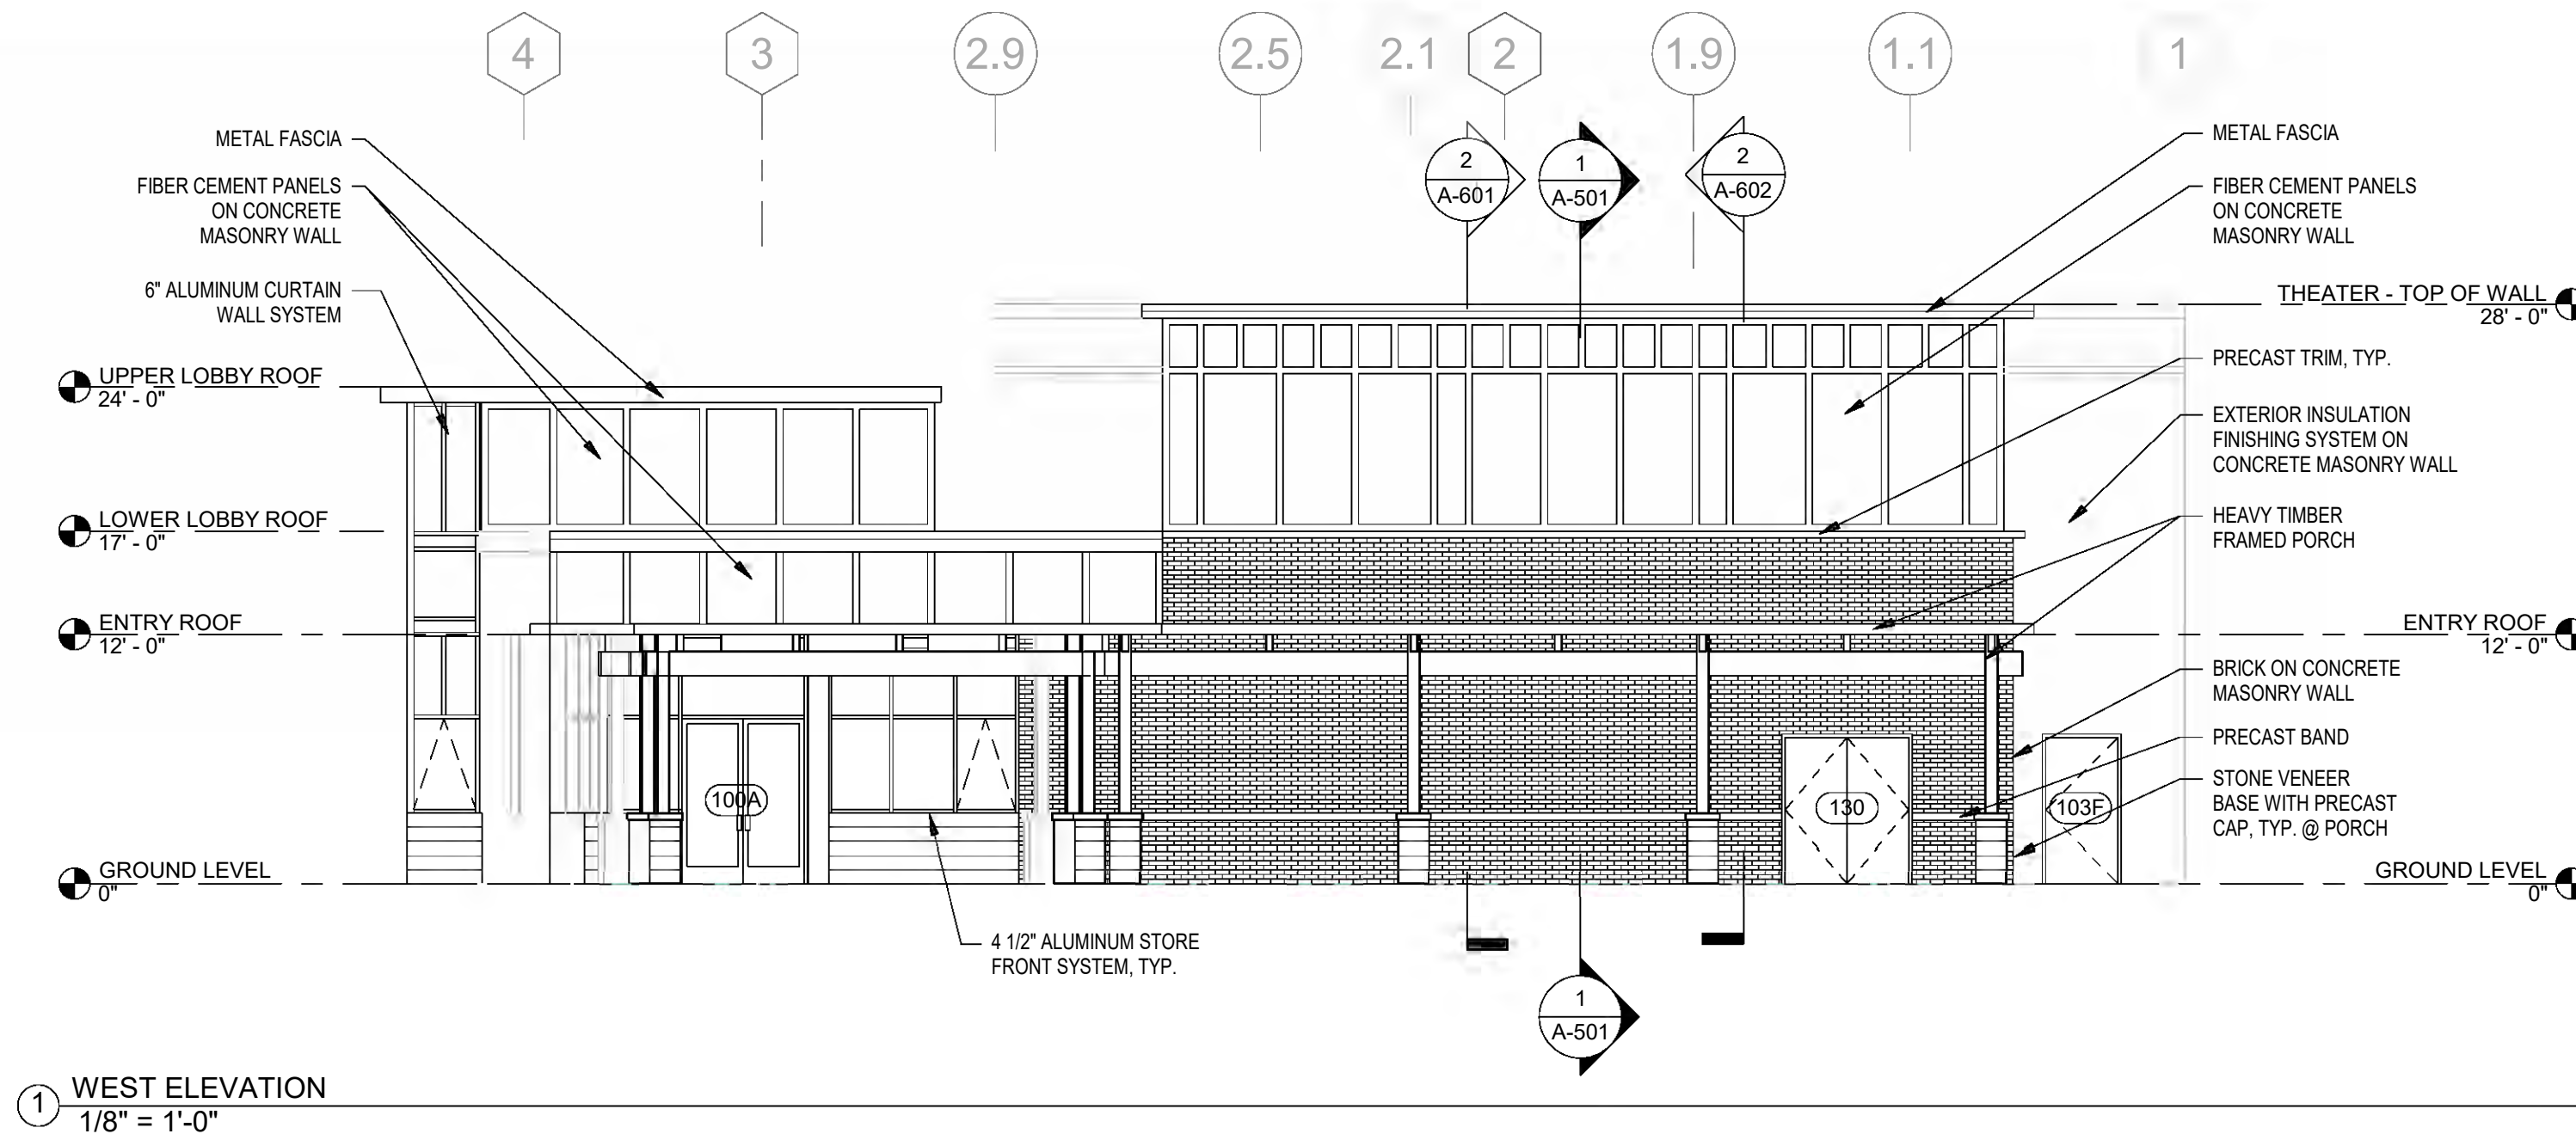 4
3
2.9
2.5
2.1
2
1.9
1.1
1
METAL FASCIA
FIBER CEMENT PANELS
ON CONCRETE
MASONRY WALL
6" ALUMINUM CURTAIN
WALL SYSTEM
UPPER LOBBY ROOF
24' - 0"
LOWER LOBBY ROOF
17' - 0"
ENTRY ROOF
12' - 0"
GROUND LEVEL
0"
2
A-601
1
A-501
2
A-602
METAL FASCIA
FIBER CEMENT PANELS
ON CONCRETE
MASONRY WALL
THEATER - TOP OF WALL
28' - 0"
PRECAST TRIM, TYP.
EXTERIOR INSULATION
FINISHING SYSTEM ON
CONCRETE MASONRY WALL
HEAVY TIMBER
FRAMED PORCH
ENTRY ROOF
12' - 0"
BRICK ON CONCRETE
MASONRY WALL
PRECAST BAND
STONE VENEER
BASE WITH PRECAST
CAP, TYP. @ PORCH
GROUND LEVEL
0"
100A
130
103F
4 1/2" ALUMINUM STORE
FRONT SYSTEM, TYP.
1
A-501
1
WEST ELEVATION
1/8" = 1'-0"